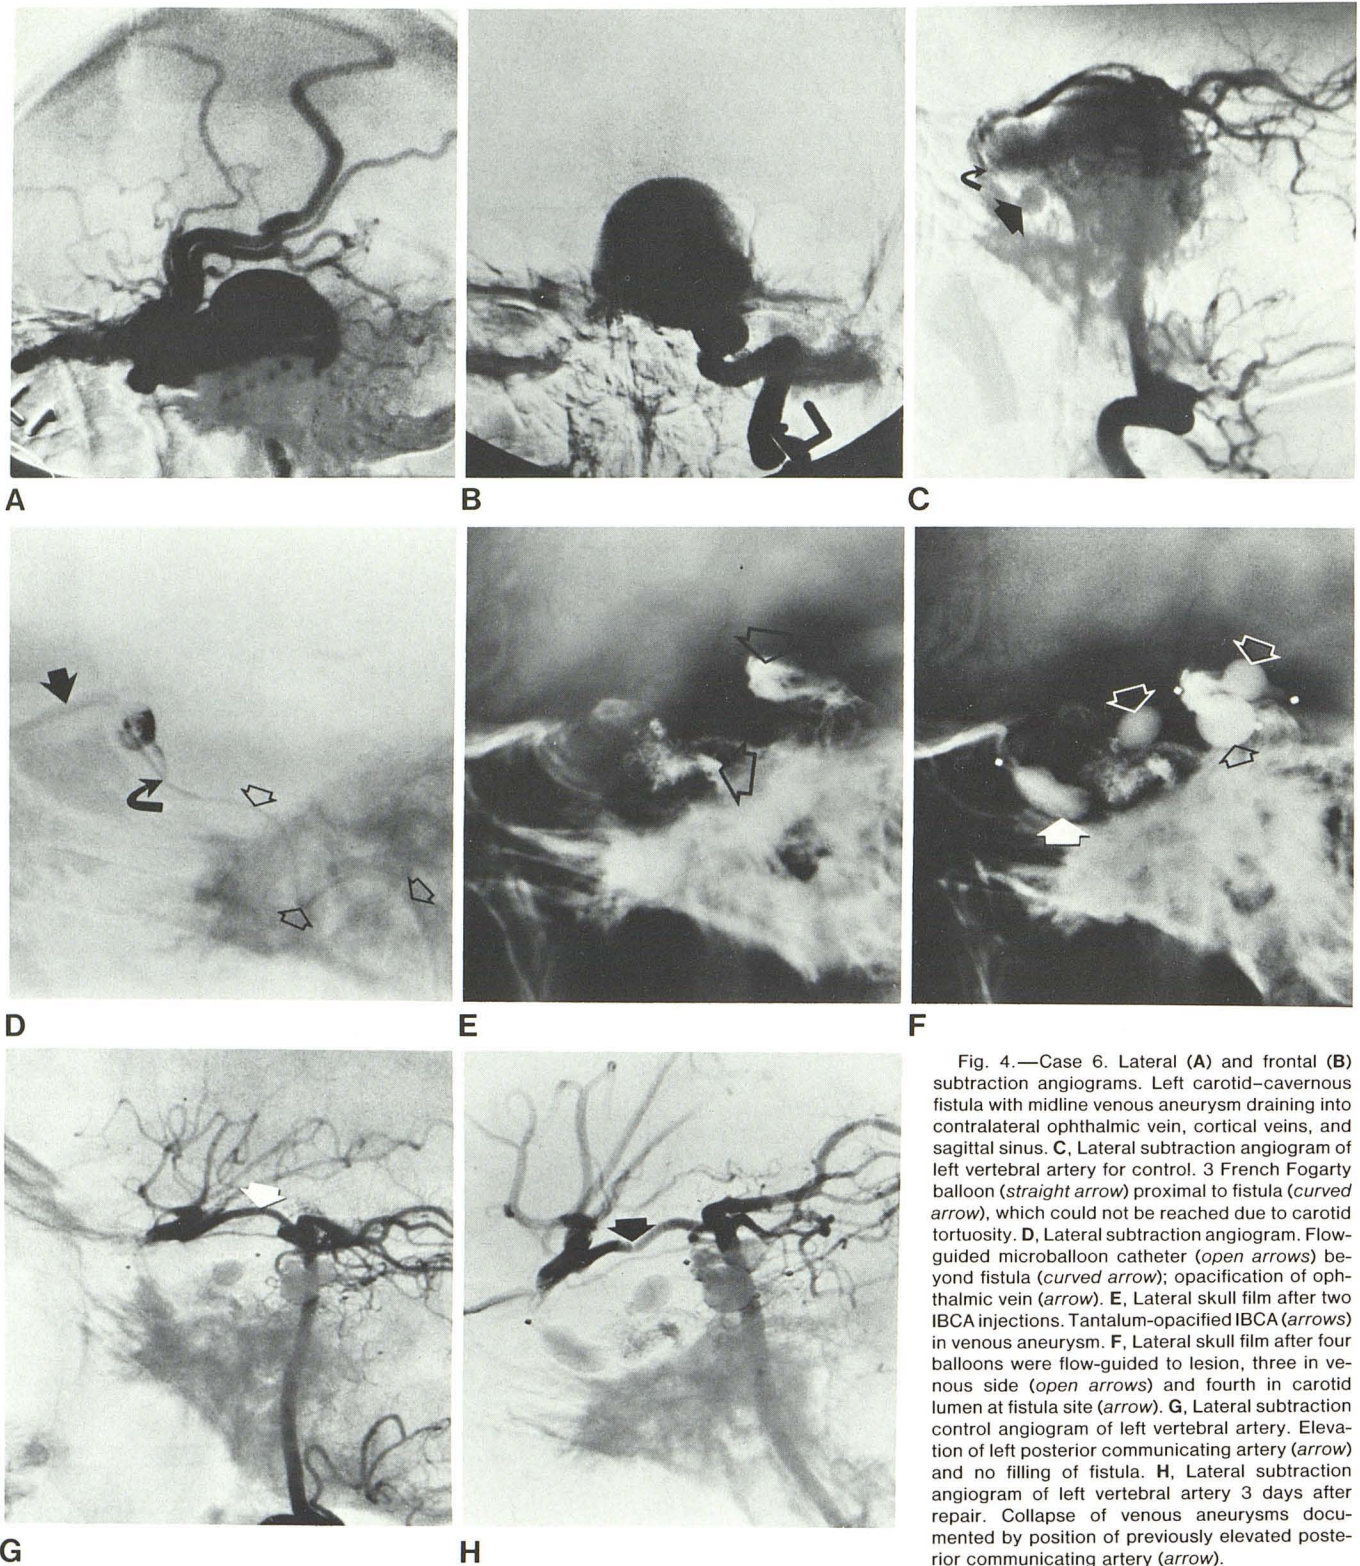 A
B
C
D
E
F
G
H
Fig. 4.—Case 6. Lateral (A) and frontal (B)
subtraction angiograms. Left carotid–cavernous
fistula with midline venous aneurysm draining into
contralateral ophthalmic vein, cortical veins, and
sagittal sinus. C, Lateral subtraction angiogram of
left vertebral artery for control. 3 French Fogarty
balloon (straight arrow) proximal to fistula (curved
arrow), which could not be reached due to carotid
tortuosity. D, Lateral subtraction angiogram. Flow-
guided microballoon catheter (open arrows) be-
yond fistula (curved arrow); opacification of oph-
thalmic vein (arrow). E, Lateral skull film after two
IBCA injections. Tantalum-opacified IBCA (arrows)
in venous aneurysm. F, Lateral skull film after four
balloons were flow-guided to lesion, three in ve-
nous side (open arrows) and fourth in carotid
lumen at fistula site (arrow). G, Lateral subtraction
control angiogram of left vertebral artery. Eleva-
tion of left posterior communicating artery (arrow)
and no filling of fistula. H, Lateral subtraction
angiogram of left vertebral artery 3 days after
repair. Collapse of venous aneurysms docu-
mented by position of previously elevated poste-
rior communicating artery (arrow).